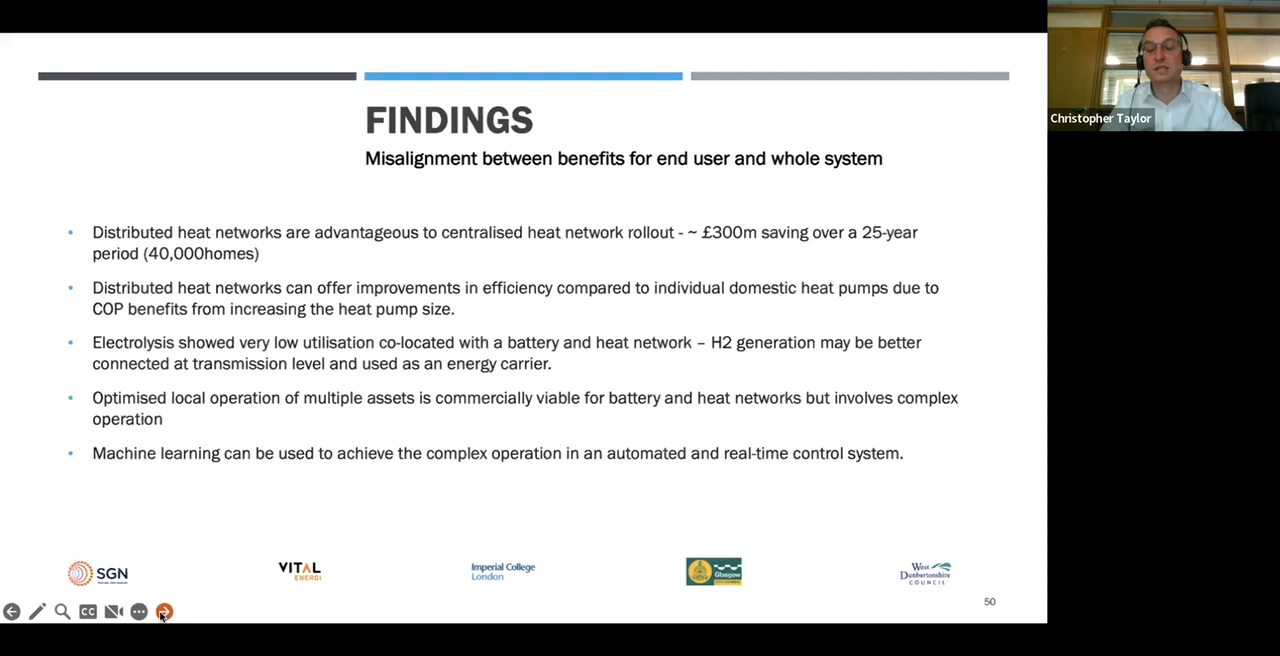 Christopher Taylor
FINDINGS
Misalignment between benefits for end user and whole system
• Distributed heat networks are advantageous to centralised heat network rollout - ~ £300m saving over a 25-year
period (40,000homes)
• Distributed heat networks can offer improvements in efficiency compared to individual domestic heat pumps due to
COP benefits from increasing the heat pump size.
• Electrolysis showed very low utilisation co-located with a battery and heat network – H2 generation may be better
connected at transmission level and used as an energy carrier.
• Optimised local operation of multiple assets is commercially viable for battery and heat networks but involves complex
operation
• Machine learning can be used to achieve the complex operation in an automated and real-time control system.
SGN
VITAL
ENERGI
Imperial College
London
Glasgow
West
Dunbartonshire
COUNCIL
50
CC